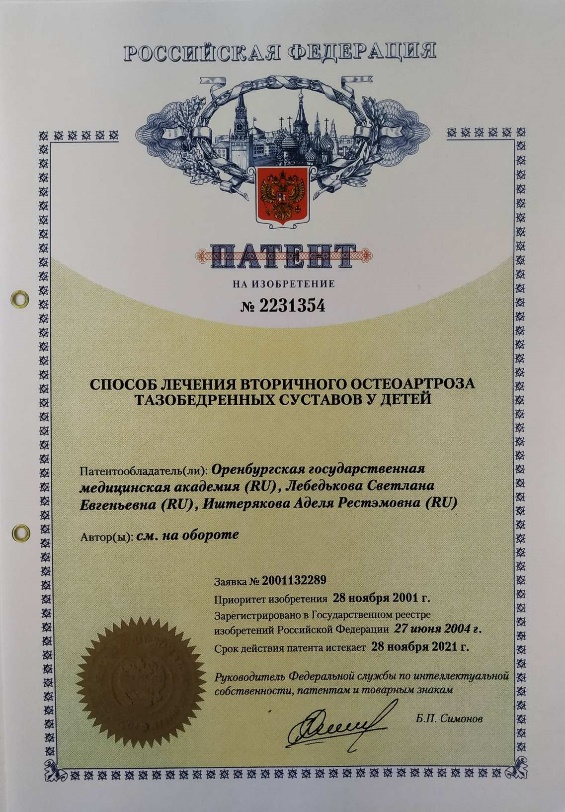 РОССИЙСКАЯ ФЕДЕРАЦИЯ
ПАТЕНТ
НА ИЗОБРЕТЕНИЕ
№ 2231354
СПОСОБ ЛЕЧЕНИЯ ВТОРИЧНОГО ОСТЕОАРТРОЗА
ТАЗОБЕДРЕННЫХ СУСТАВОВ У ДЕТЕЙ
Патентообладатель(ли): Оренбургская государственная
медицинская академия (RU), Лебедькова Светлана
Евгеньевна (RU), Иштерякова Аделя Рестэмовна (RU)
Автор(ы): см. на обороте
Заявка № 2001132289
Приоритет изобретения 28 ноября 2001 г.
Зарегистрировано в Государственном реестре
изобретений Российской Федерации 27 июня 2004 г.
Срок действия патента истекает 28 ноября 2021 г.
Руководитель Федеральной службы по интеллектуальной
собственности, патентам и товарным знакам
Б.П. Симонов